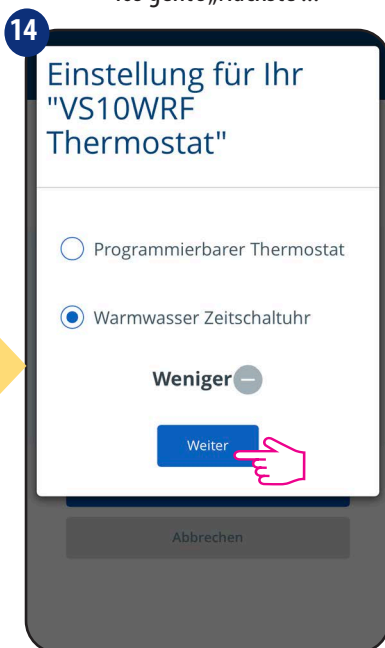 14
Einstellung für Ihr
"VS10WRF
Thermostat"
Programmierbarer Thermostat
Warmwasser Zeitschaltuhr
Weniger
Weiter
Abbrechen